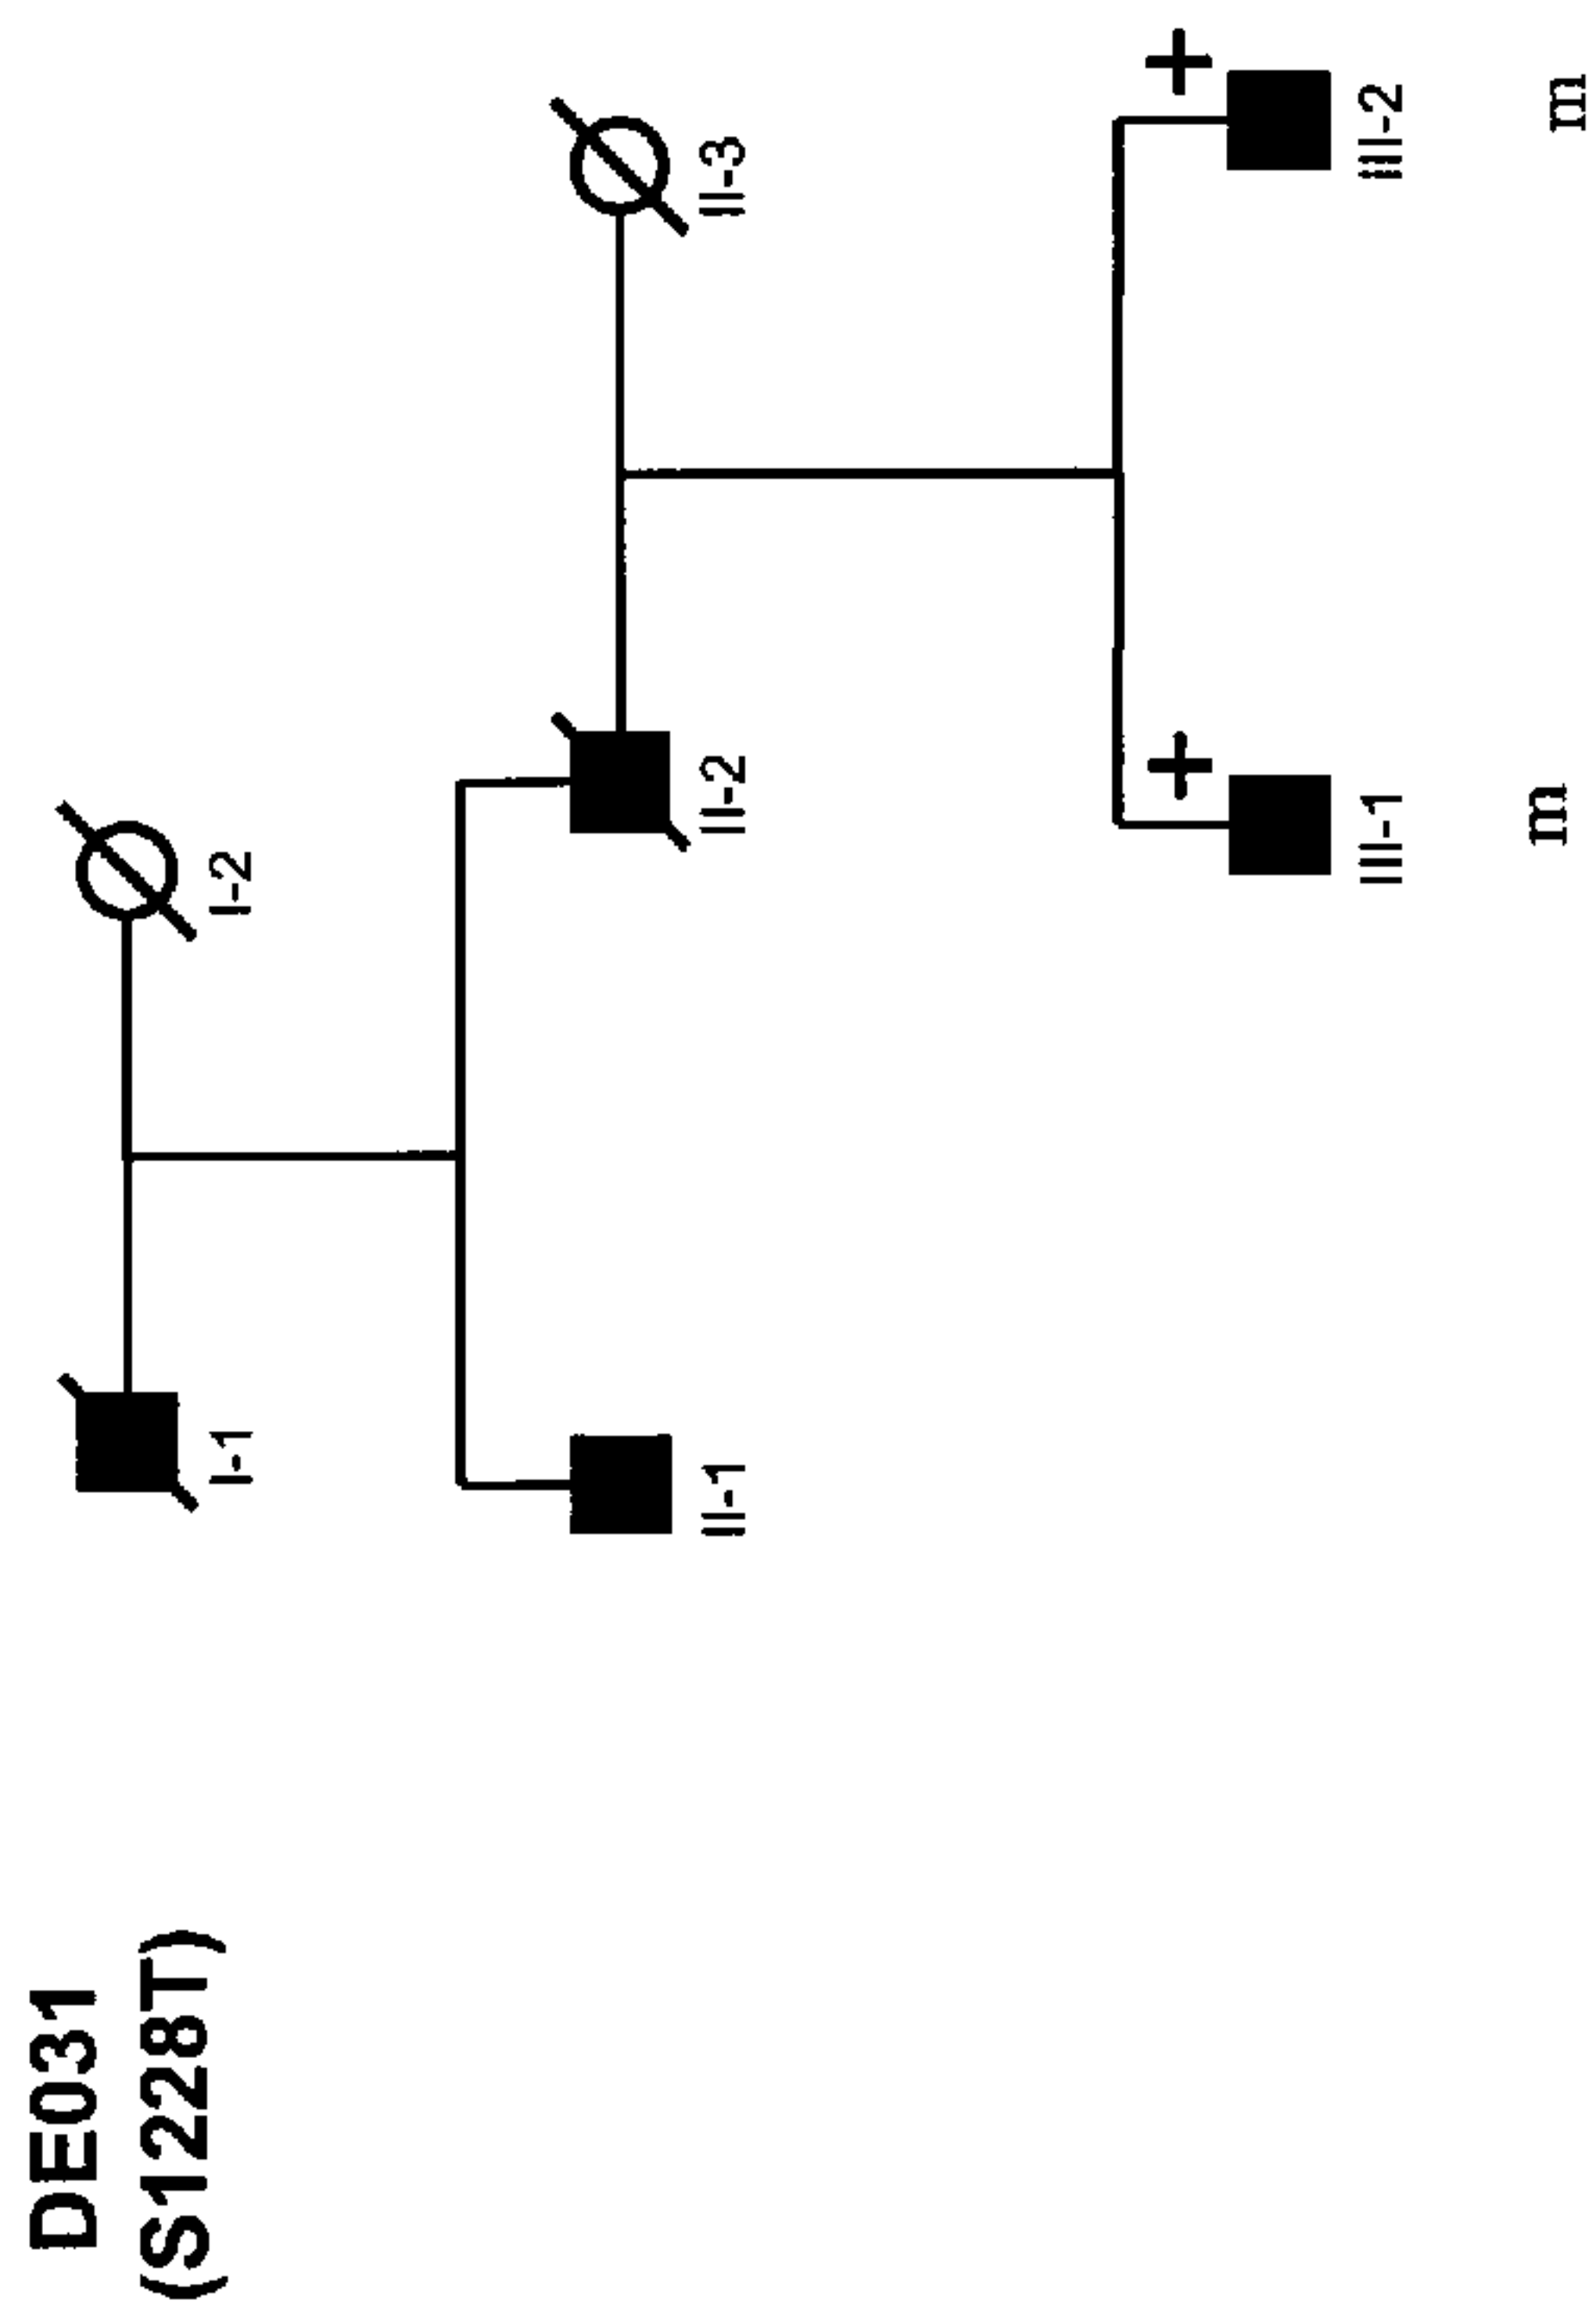 DE031
(S1228T)
I-1
I-2
II-1
II-2
II-3
+
+
III-1
III-2
m
m